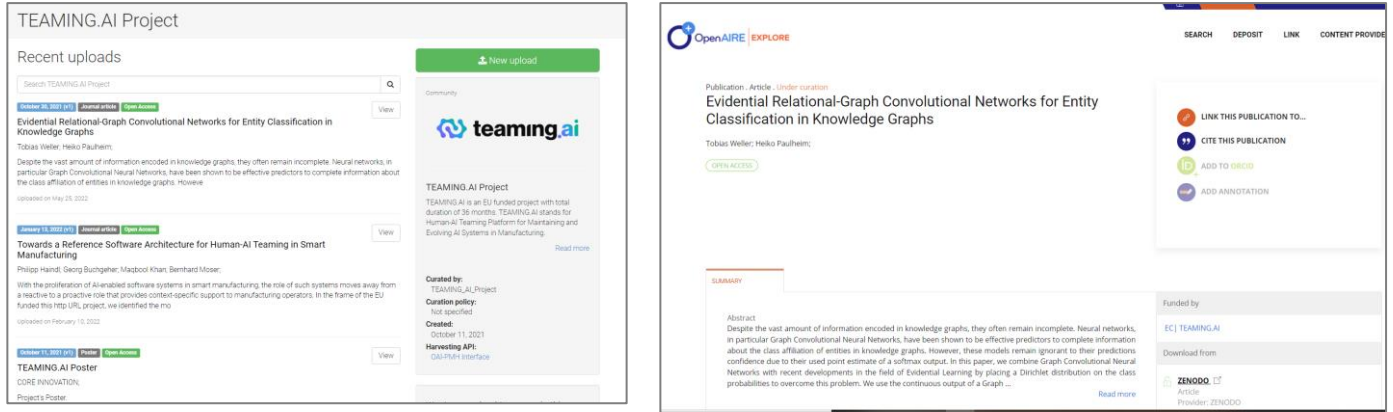 TEAMING.AI Project
Recent uploads
Search TEAMING.AI Project
October 30, 2021 (v1) Journal article Open Access
View
Evidential Relational-Graph Convolutional Networks for Entity Classification in
Knowledge Graphs
Tobias Weller; Heiko Paulheim;
Despite the vast amount of information encoded in knowledge graphs, they often remain incomplete. Neural networks, in
particular Graph Convolutional Neural Networks, have been shown to be effective predictors to complete information about
the class affiliation of entities in knowledge graphs. Howeve
Uploaded on May 25, 2022
January 13, 2022 (v1) Journal article Open Access
View
Towards a Reference Software Architecture for Human-AI Teaming in Smart
Manufacturing
Philipp Haindl; Georg Buchgeher; Maqbool Khan; Bernhard Moser;
With the proliferation of AI-enabled software systems in smart manufacturing, the role of such systems moves away from
a reactive to a proactive role that provides context-specific support to manufacturing operators. In the frame of the EU
funded this http URL project, we identified the mo
Uploaded on February 10, 2022
October 11, 2021 (v1) Poster Open Access
View
TEAMING.AI Poster
CORE INNOVATION;
Project's Poster.
New upload
Community
teaming.ai
TEAMING.AI Project
TEAMING.AI is an EU funded project with total
duration of 36 months. TEAMING.AI stands for
Human-AI Teaming Platform for Maintaining and
Evolving AI Systems in Manufacturing.
Read more
Curated by:
TEAMING_AI_Project
Curation policy:
Not specified
Created:
October 11, 2021
Harvesting API:
OAI-PMH Interface
OpenAIRE EXPLORE
SEARCH DEPOSIT LINK CONTENT PROVIDE
Publication . Article . Under curation
Evidential Relational-Graph Convolutional Networks for Entity
Classification in Knowledge Graphs
Tobias Weller; Heiko Paulheim;
OPEN ACCESS
LINK THIS PUBLICATION TO...
CITE THIS PUBLICATION
ADD TO ORCID
ADD ANNOTATION
SUMMARY
Abstract
Despite the vast amount of information encoded in knowledge graphs, they often remain incomplete. Neural networks,
in particular Graph Convolutional Neural Networks, have been shown to be effective predictors to complete information
about the class affiliation of entities in knowledge graphs. However, these models remain ignorant to their predictions
confidence due to their used point estimate of a softmax output. In this paper, we combine Graph Convolutional Neural
Networks with recent developments in the field of Evidential Learning by placing a Dirichlet distribution on the class
probabilities to overcome this problem. We use the continuous output of a Graph ...
Read more
Funded by
EC| TEAMING.AI
Download from
ZENODO
Article
Provider: ZENODO